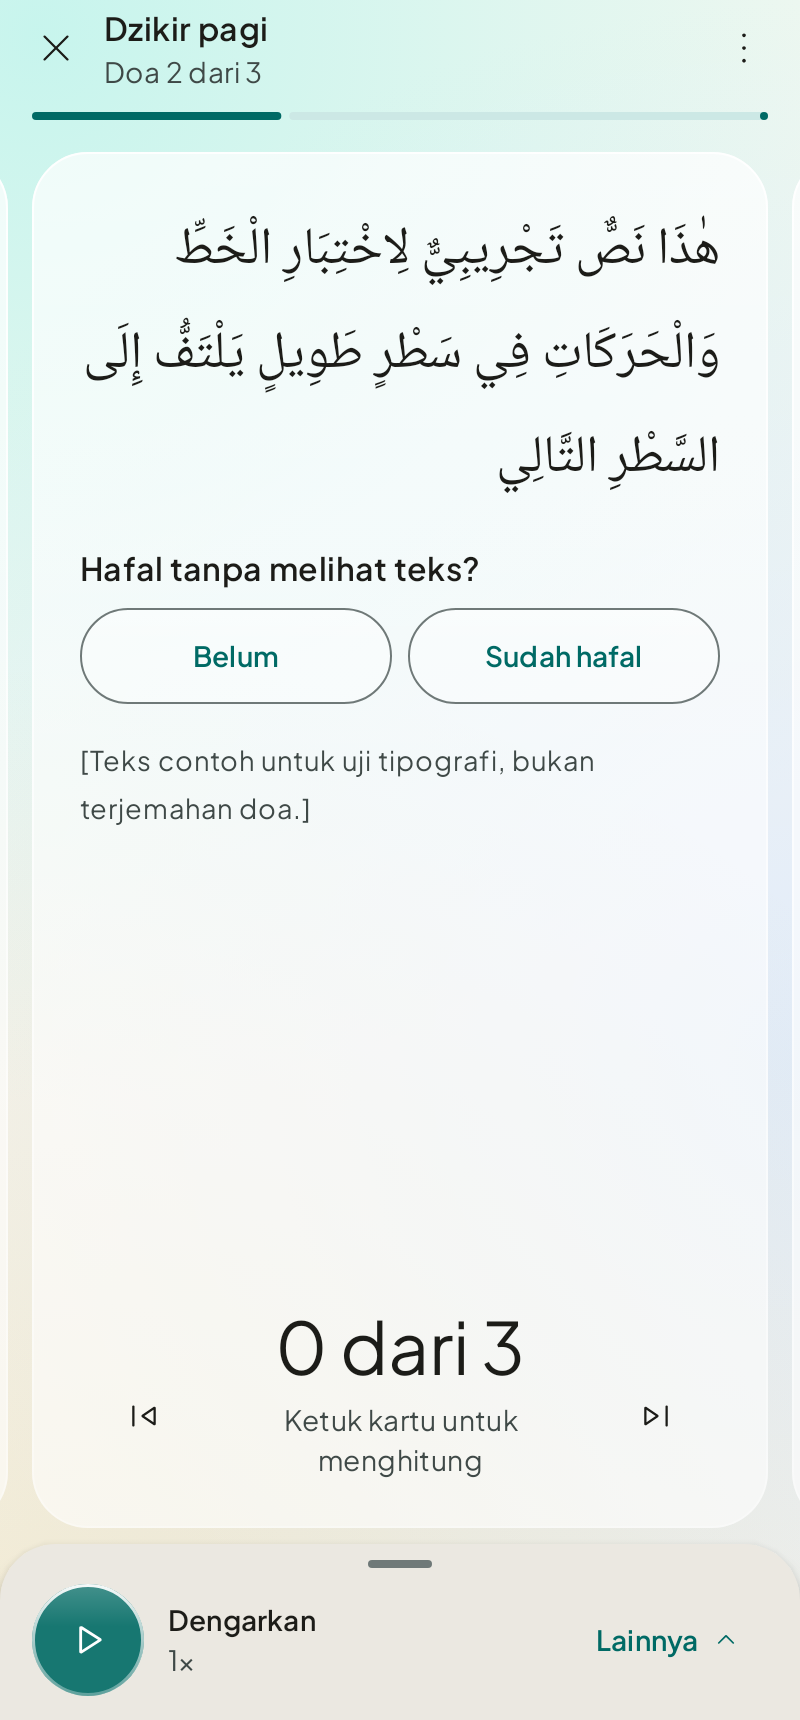 Dzikir pagi
Doa 2 dari 3
هٰذَا نَصٌّ تَجْرِيبِيٌّ لِاخْتِبَارِ الْخَطِّ
وَالْحَرَكَاتِ فِي سَطْرٍ طَوِيلٍ يَلْتَفُّ إِلَى
السَّطْرِ التَّالِي
Hafal tanpa melihat teks?
Belum
Sudah hafal
[Teks contoh untuk uji tipografi, bukan
terjemahan doa.]
0 dari 3
Ketuk kartu untuk
menghitung
Dengarkan
1×
Lainnya